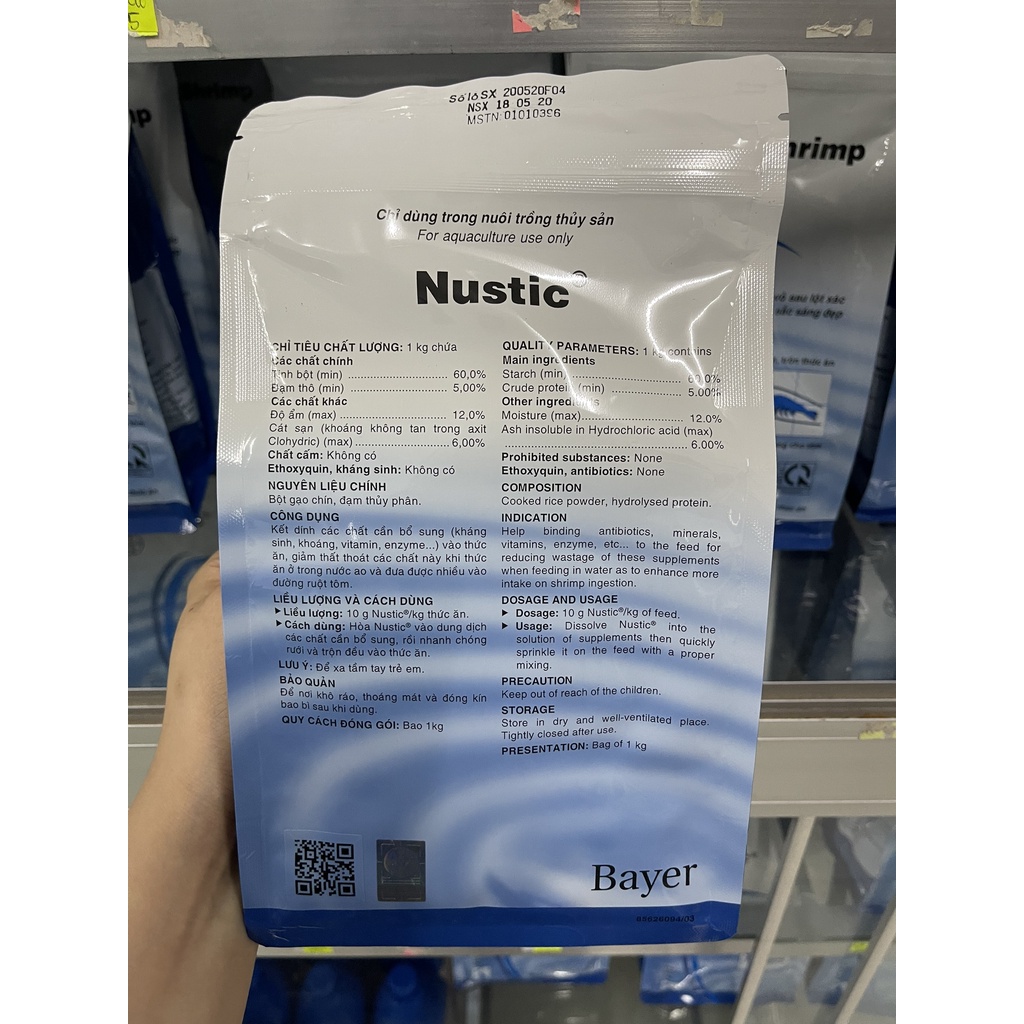 5
Số lô SX 200520F04
NSX 18 05 20
MSTN:01010396
Chỉ dùng trong nuôi trồng thủy sản
For aquaculture use only
Nustic®
CHỈ TIÊU CHẤT LƯỢNG: 1 kg chứa
Các chất chính
Tinh bột (min) ........ 60,0%
Đạm thô (min) ........ 5,00%
Các chất khác
Độ ẩm (max) ........ 12,0%
Cát sạn (khoáng không tan trong axit
Clohydric) (max) ........ 6,00%
Chất cấm: Không có
Ethoxyquin, kháng sinh: Không có
NGUYÊN LIỆU CHÍNH
Bột gạo chín, đạm thủy phân.
CÔNG DỤNG
Kết dính các chất cần bổ sung (kháng
sinh, khoáng, vitamin, enzyme...) vào thức
ăn, giảm thất thoát các chất này khi thức
ăn ở trong nước ao và đưa được nhiều vào
đường ruột tôm.
LIỀU LƯỢNG VÀ CÁCH DÙNG
▶ Liều lượng: 10 g Nustic®/kg thức ăn.
▶ Cách dùng: Hòa Nustic® vào dung dịch
các chất cần bổ sung, rồi nhanh chóng
rưới và trộn đều vào thức ăn.
LƯU Ý: Để xa tầm tay trẻ em.
BẢO QUẢN
Để nơi khô ráo, thoáng mát và đóng kín
bao bì sau khi dùng.
QUY CÁCH ĐÓNG GÓI: Bao 1kg
QUALITY PARAMETERS: 1 kg contains
Main ingredients
Starch (min) ........ 60.0%
Crude protein (min) ........ 5.00%
Other ingredients
Moisture (max)........ 12.0%
Ash insoluble in Hydrochloric acid (max)
........ 6.00%
Prohibited substances: None
Ethoxyquin, antibiotics: None
COMPOSITION
Cooked rice powder, hydrolysed protein.
INDICATION
Help binding antibiotics, minerals,
vitamins, enzyme, etc... to the feed for
reducing wastage of these supplements
when feeding in water as to enhance more
intake on shrimp ingestion.
DOSAGE AND USAGE
▶ Dosage: 10 g Nustic®/kg of feed.
▶ Usage: Dissolve Nustic® into the
solution of supplements then quickly
sprinkle it on the feed with a proper
mixing.
PRECAUTION
Keep out of reach of the children.
STORAGE
Store in dry and well-ventilated place.
Tightly closed after use.
PRESENTATION: Bag of 1 kg
Bayer
hrimp
sau lột xác
sắc sáng đẹp